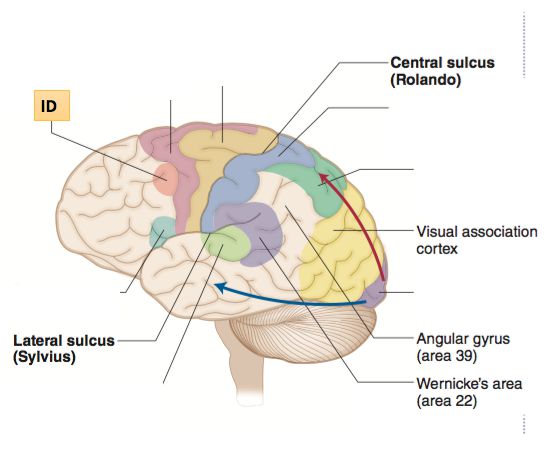 Central sulcus
(Rolando)
ID
Visual association
cortex
Lateral sulcus
(Sylvius)
Angular gyrus
(area 39)
Wernicke's area
(area 22)